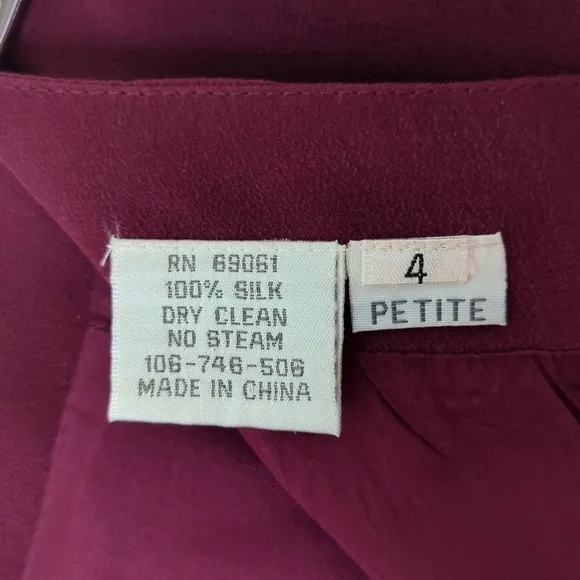 RN 69061
100% SILK
DRY CLEAN
NO STEAM
106-746-506
MADE IN CHINA
4
PETITE